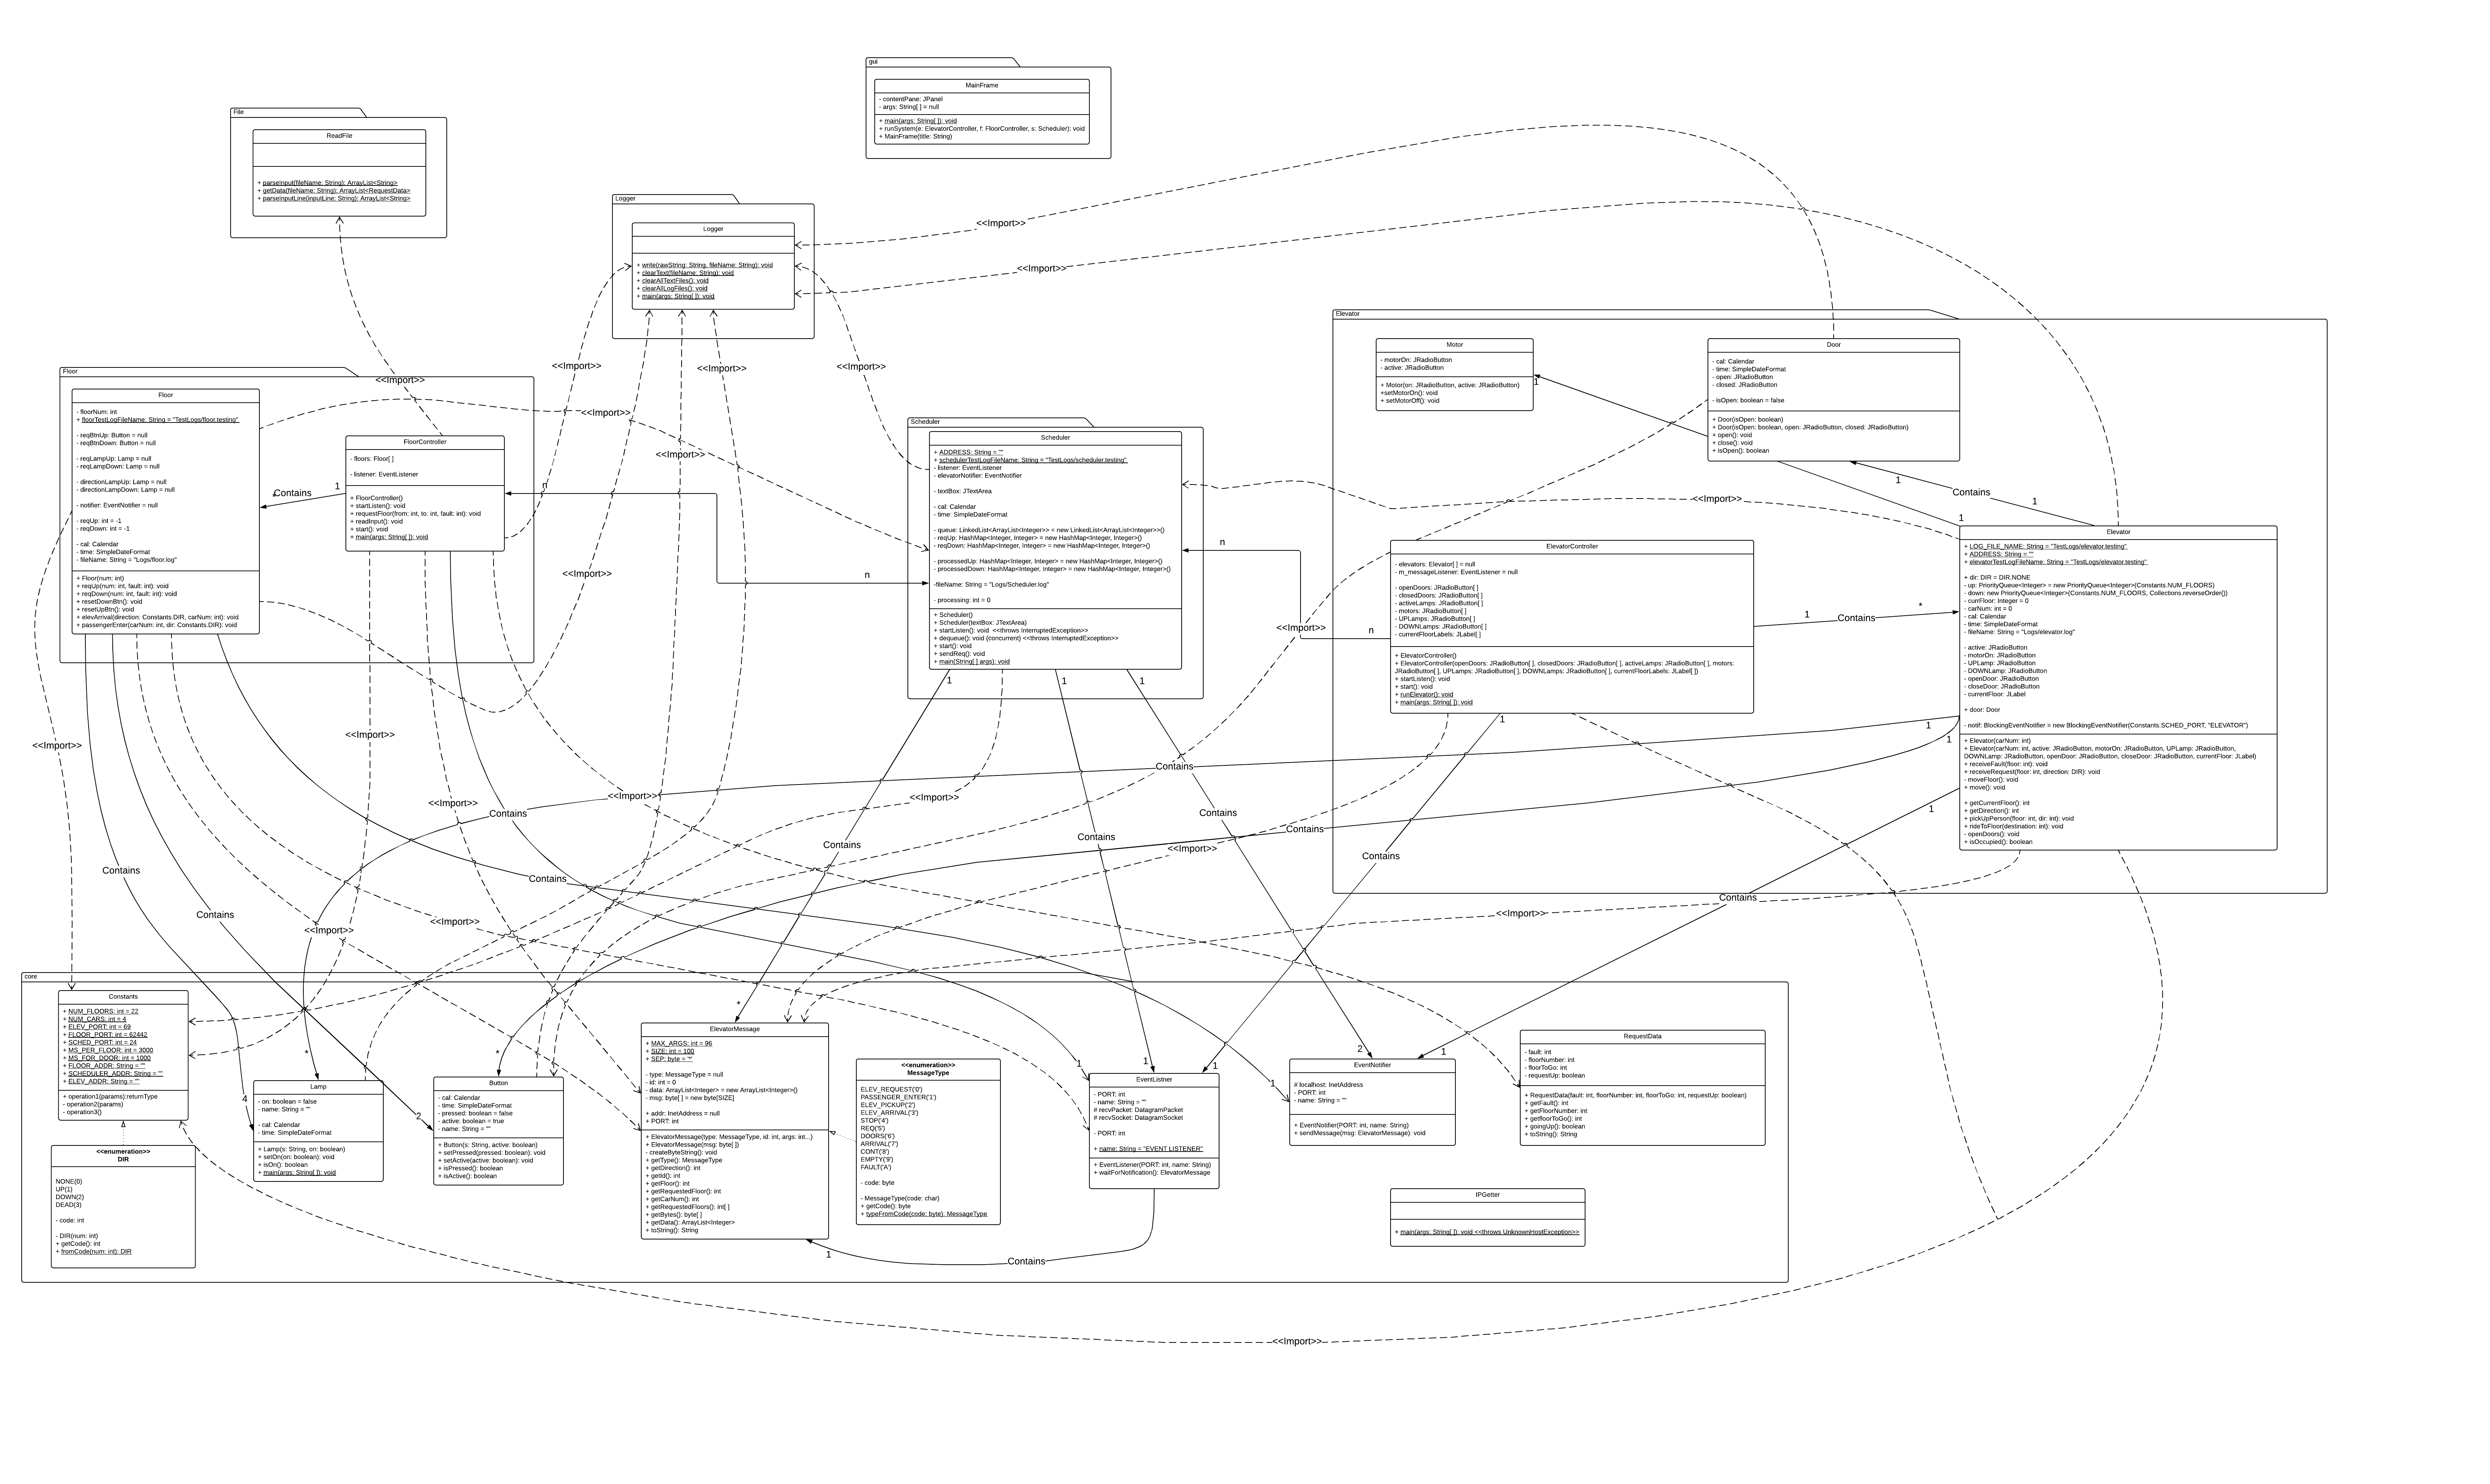 gui
MainFrame
- contentPane: JPanel
- args: String[ ] = null
+ main(args: String[ ]): void
+ runSystem(e: ElevatorController, f: FloorController, s: Scheduler): void
+ MainFrame(title: String)
File
ReadFile
+ parseInput(fileName: String): ArrayList<String>
+ getData(fileName: String): ArrayList<RequestData>
+ parseInputLine(inputLine: String): ArrayList<String>
Logger
Logger
+ write(rawString: String, fileName: String): void
+ clearText(fileName: String): void
+ clearAllTextFiles(): void
+ clearAllLogFiles(): void
+ main(args: String[ ]): void
<<Import>>
<<Import>>
<<Import>>
<<Import>>
<<Import>>
<<Import>>
<<Import>>
<<Import>>
<<Import>>
Floor
Floor
- floorNum: int
+ floorTestLogFileName: String = "TestLogs/floor.testing"
- reqBtnUp: Button = null
- reqBtnDown: Button = null
- reqLampUp: Lamp = null
- reqLampDown: Lamp = null
- directionLampUp: Lamp = null
- directionLampDown: Lamp = null
- notifier: EventNotifier = null
- reqUp: int = -1
- reqDown: int = -1
- cal: Calendar
- time: SimpleDateFormat
- fileName: String = "Logs/floor.log"
+ Floor(num: int)
+ reqUp(num: int, fault: int): void
+ reqDown(num: int, fault: int): void
+ resetDownBtn(): void
+ resetUpBtn(): void
+ elevArrival(direction: Constants.DIR, carNum: int): void
+ passengerEnter(carNum: int, dir: Constants.DIR): void
*
Contains
1
FloorController
- floors: Floor[ ]
- listener: EventListener
+ FloorController()
+ startListen(): void
+ requestFloor(from: int, to: int, fault: int): void
+ readInput(): void
+ start(): void
+ main(args: String[ ]): void
n
n
Scheduler
Scheduler
+ ADDRESS: String = ""
+ schedulerTestLogFileName: String = "TestLogs/scheduler.testing"
- listener: EventListener
- elevatorNotifier: EventNotifier
- textBox: JTextArea
- cal: Calendar
- time: SimpleDateFormat
- queue: LinkedList<ArrayList<Integer>> = new LinkedList<ArrayList<Integer>>()
- reqUp: HashMap<Integer, Integer> = new HashMap<Integer, Integer>()
- reqDown: HashMap<Integer, Integer> = new HashMap<Integer, Integer>()
- processedUp: HashMap<Integer, Integer> = new HashMap<Integer, Integer>()
- processedDown: HashMap<Integer, Integer> = new HashMap<Integer, Integer>()
-fileName: String = "Logs/Scheduler.log"
- processing: int = 0
+ Scheduler()
+ Scheduler(textBox: JTextArea)
+ startListen(): void <<throws InterruptedException>>
+ dequeue(): void {concurrent} <<throws InterruptedException>>
+ start(): void
+ sendReq(): void
+ main(String[ ] args): void
n
n
1
1
1
Elevator
Motor
- motorOn: JRadioButton
- active: JRadioButton
+ Motor(on: JRadioButton, active: JRadioButton)
+setMotorOn(): void
+ setMotorOff(): void
1
Door
- cal: Calendar
- time: SimpleDateFormat
- open: JRadioButton
- closed: JRadioButton
- isOpen: boolean = false
+ Door(isOpen: boolean)
+ Door(isOpen: boolean, open: JRadioButton, closed: JRadioButton)
+ open(): void
+ close(): void
+ isOpen(): boolean
1
Contains
1
1
<<Import>>
<<Import>>
ElevatorController
- elevators: Elevator[ ] = null
- m_messageListener: EventListener = null
- openDoors: JRadioButton[ ]
- closedDoors: JRadioButton[ ]
- activeLamps: JRadioButton[ ]
- motors: JRadioButton[ ]
- UPLamps: JRadioButton[ ]
- DOWNLamps: JRadioButton[ ]
- currentFloorLabels: JLabel[ ]
+ ElevatorController()
+ ElevatorController(openDoors: JRadioButton[ ], closedDoors: JRadioButton[ ], activeLamps: JRadioButton[ ], motors:
JRadioButton[ ], UPLamps: JRadioButton[ ], DOWNLamps: JRadioButton[ ], currentFloorLabels: JLabel[ ])
+ startListen(): void
+ start(): void
+ runElevator(): void
+ main(args: String[ ]): void
1
Contains
*
1
Elevator
+ LOG_FILE_NAME: String = "TestLogs/elevator.testing"
+ ADDRESS: String = ""
+ elevatorTestLogFileName: String = "TestLogs/elevator.testing"
+ dir: DIR = DIR.NONE
- up: PriorityQueue<Integer> = new PriorityQueue<Integer>(Constants.NUM_FLOORS)
- down: new PriorityQueue<Integer>(Constants.NUM_FLOORS, Collections.reverseOrder())
- currFloor: Integer = 0
- carNum: int = 0
- cal: Calendar
- time: SimpleDateFormat
- fileName: String = "Logs/elevator.log"
- active: JRadioButton
- motorOn: JRadioButton
- UPLamp: JRadioButton
- DOWNLamp: JRadioButton
- openDoor: JRadioButton
- closeDoor: JRadioButton
- currentFloor: JLabel
+ door: Door
- notif: BlockingEventNotifier = new BlockingEventNotifier(Constants.SCHED_PORT, "ELEVATOR")
+ Elevator(carNum: int)
+ Elevator(carNum: int, active: JRadioButton, motorOn: JRadioButton, UPLamp: JRadioButton,
DOWNLamp: JRadioButton, openDoor: JRadioButton, closeDoor: JRadioButton, currentFloor: JLabel)
+ receiveFault(floor: int): void
+ receiveRequest(floor: int, direction: DIR): void
- moveFloor(): void
+ move(): void
+ getCurrentFloor(): int
+ getDirection(): int
+ pickUpPerson(floor: int, dir: int): void
+ rideToFloor(destination: int): void
- openDoors(): void
+ isOccupied(): boolean
1
1
1
<<Import>>
<<Import>>
<<Import>>
<<Import>>
<<Import>>
<<Import>>
<<Import>>
<<Import>>
<<Import>>
<<Import>>
Contains
Contains
Contains
Contains
Contains
Contains
Contains
Contains
Contains
Contains
Contains
core
Constants
+ NUM_FLOORS: int = 22
+ NUM_CARS: int = 4
+ ELEV_PORT: int = 69
+ FLOOR_PORT: int = 62442
+ SCHED_PORT: int = 24
+ MS_PER_FLOOR: int = 3000
+ MS_FOR_DOOR: int = 1000
+ FLOOR_ADDR: String = ""
+ SCHEDULER_ADDR: String = ""
+ ELEV_ADDR: String = ""
+ operation1(params):returnType
- operation2(params)
- operation3()
<<enumeration>>
DIR
NONE(0)
UP(1)
DOWN(2)
DEAD(3)
- code: int
- DIR(num: int)
+ getCode(): int
+ fromCode(num: int): DIR
4
*
Lamp
- on: boolean = false
- name: String = ""
- cal: Calendar
- time: SimpleDateFormat
+ Lamp(s: String, on: boolean)
+ setOn(on: boolean): void
+ isOn(): boolean
+ main(args: String[ ]): void
2
*
Button
- cal: Calendar
- time: SimpleDateFormat
- pressed: boolean = false
- active: boolean = true
- name: String = ""
+ Button(s: String, active: boolean)
+ setPressed(pressed: boolean): void
+ setActive(active: boolean): void
+ isPressed(): boolean
+ isActive(): boolean
*
ElevatorMessage
+ MAX_ARGS: int = 96
+ SIZE: int = 100
+ SEP: byte = '*'
- type: MessageType = null
- id: int = 0
- data: ArrayList<Integer> = new ArrayList<Integer>()
- msg: byte[ ] = new byte[SIZE]
+ addr: InetAddress = null
+ PORT: int
+ ElevatorMessage(type: MessageType, id: int, args: int...)
+ ElevatorMessage(msg: byte[ ])
- createByteString(): void
+ getType(): MessageType
+ getDirection(): int
+ getId(): int
+ getFloor(): int
+ getRequestedFloor(): int
+ getCarNum(): int
+ getRequestedFloors(): int[ ]
+ getBytes(): byte[ ]
+ getData(): ArrayList<Integer>
+ toString(): String
<<enumeration>>
MessageType
ELEV_REQUEST('0')
PASSENGER_ENTER('1')
ELEV_PICKUP('2')
ELEV_ARRIVAL('3')
STOP('4')
REQ('5')
DOORS('6')
ARRIVAL('7')
CONT('8')
EMPTY('9')
FAULT('A')
- code: byte
- MessageType(code: char)
+ getCode(): byte
+ typeFromCode(code: byte): MessageType
1
Contains
1
1
1
EventListner
- PORT: int
- name: String = ""
# recvPacket: DatagramPacket
# recvSocket: DatagramSocket
- PORT: int
+ name: String = "EVENT LISTENER"
+ EventListener(PORT: int, name: String)
+ waitForNotification(): ElevatorMessage
1
2
1
EventNotifier
# localhost: InetAddress
- PORT: int
- name: String = ""
+ EventNotifier(PORT: int, name: String)
+ sendMessage(msg: ElevatorMessage): void
RequestData
- fault: int
- floorNumber: int
- floorToGo: int
- requestUp: boolean
+ RequestData(fault: int, floorNumber: int, floorToGo: int, requestUp: boolean)
+ getFault(): int
+ getFloorNumber: int
+ getfloorToGo(): int
+ goingUp(): boolean
+ toString(): String
IPGetter
+ main(args: String[ ]): void <<throws UnknownHostException>>
<<Import>>